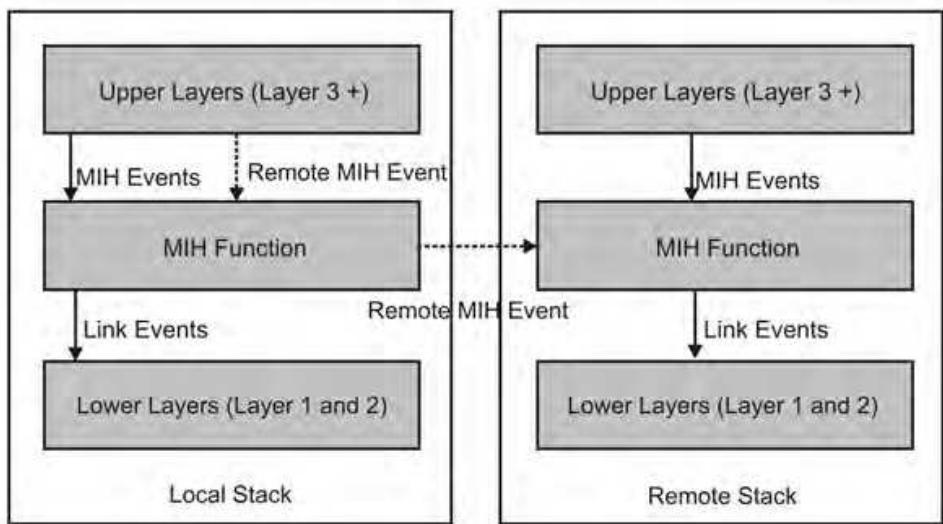 Upper Layers (Layer 3 +)
Upper Layers (Layer 3 +)
MIH Events
Remote MIH Event
MIH Events
MIH Function
MIH Function
Remote MIH Event
Link Events
Link Events
Lower Layers (Layer 1 and 2)
Lower Layers (Layer 1 and 2)
Local Stack
Remote Stack